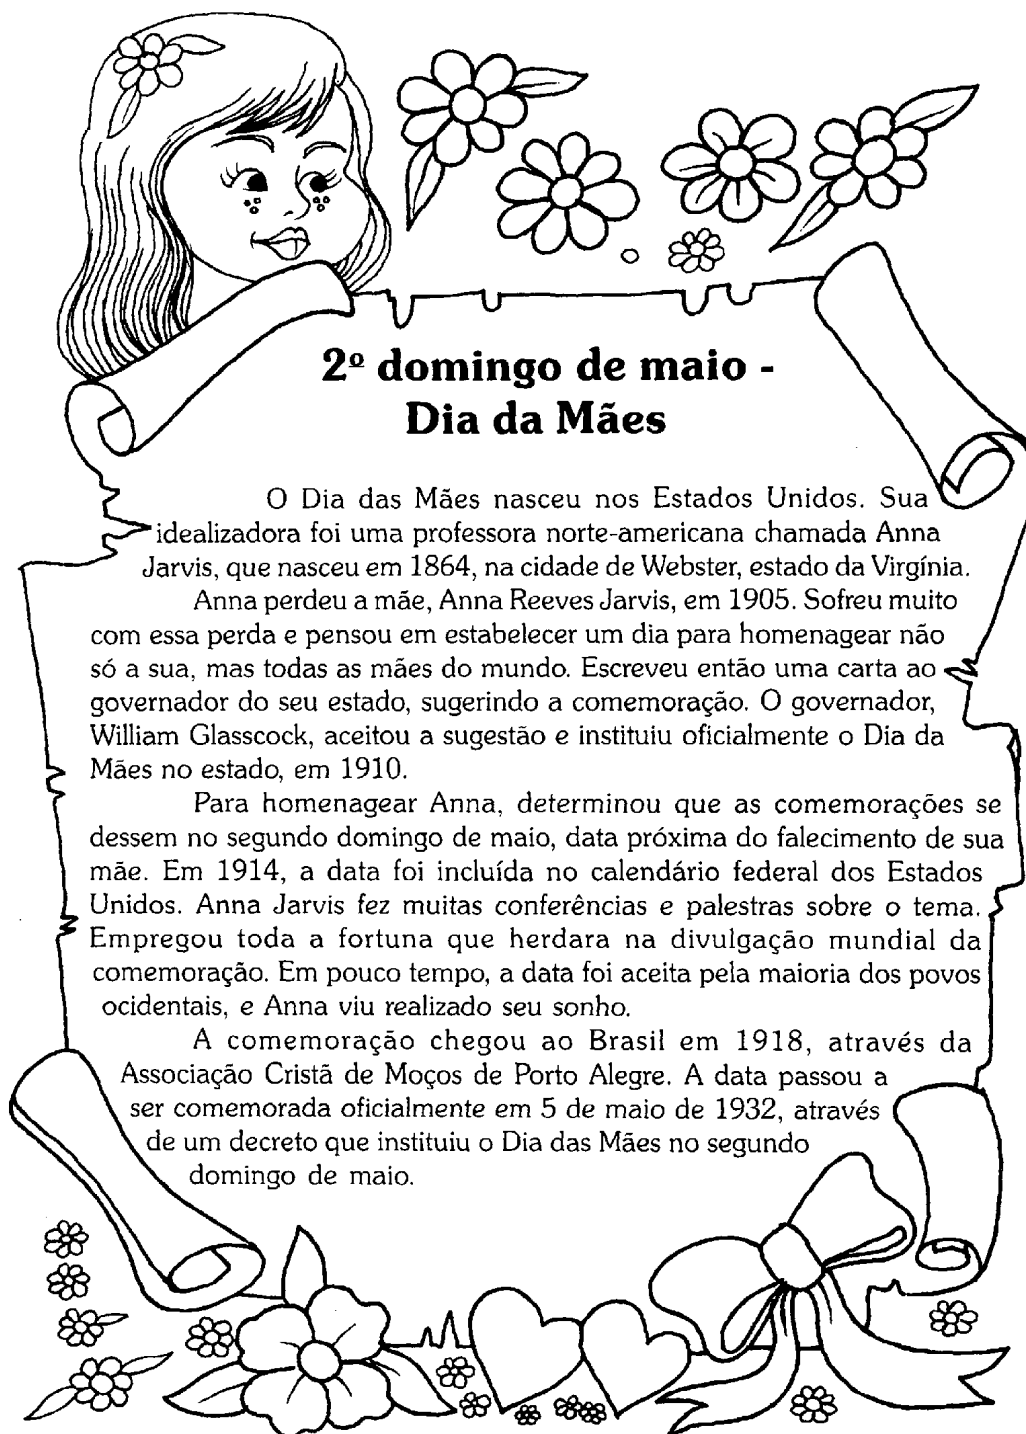 2º domingo de maio -
Dia da Mães
O Dia das Mães nasceu nos Estados Unidos. Sua
idealizadora foi uma professora norte-americana chamada Anna
Jarvis, que nasceu em 1864, na cidade de Webster, estado da Virgínia.
Anna perdeu a mãe, Anna Reeves Jarvis, em 1905. Sofreu muito
com essa perda e pensou em estabelecer um dia para homenagear não
só a sua, mas todas as mães do mundo. Escreveu então uma carta ao
governador do seu estado, sugerindo a comemoração. O governador,
William Glasscock, aceitou a sugestão e instituiu oficialmente o Dia da
Mães no estado, em 1910.
Para homenagear Anna, determinou que as comemorações se
dessem no segundo domingo de maio, data próxima do falecimento de sua
mãe. Em 1914, a data foi incluída no calendário federal dos Estados
Unidos. Anna Jarvis fez muitas conferências e palestras sobre o tema.
Empregou toda a fortuna que herdara na divulgação mundial da
comemoração. Em pouco tempo, a data foi aceita pela maioria dos povos
ocidentais, e Anna viu realizado seu sonho.
A comemoração chegou ao Brasil em 1918, através da
Associação Cristã de Moços de Porto Alegre. A data passou a
ser comemorada oficialmente em 5 de maio de 1932, através
de um decreto que instituiu o Dia das Mães no segundo
domingo de maio.